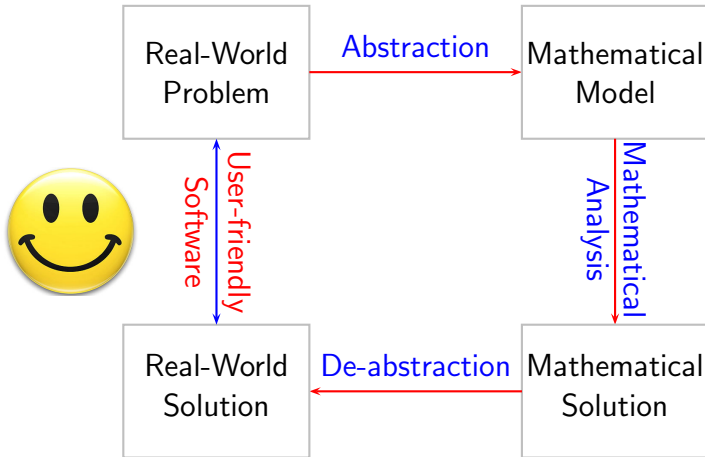 Real-World
Problem
Abstraction
Mathematical
Model
User-friendly
Software
Mathematical
Analysis
Real-World
Solution
De-abstraction
Mathematical
Solution